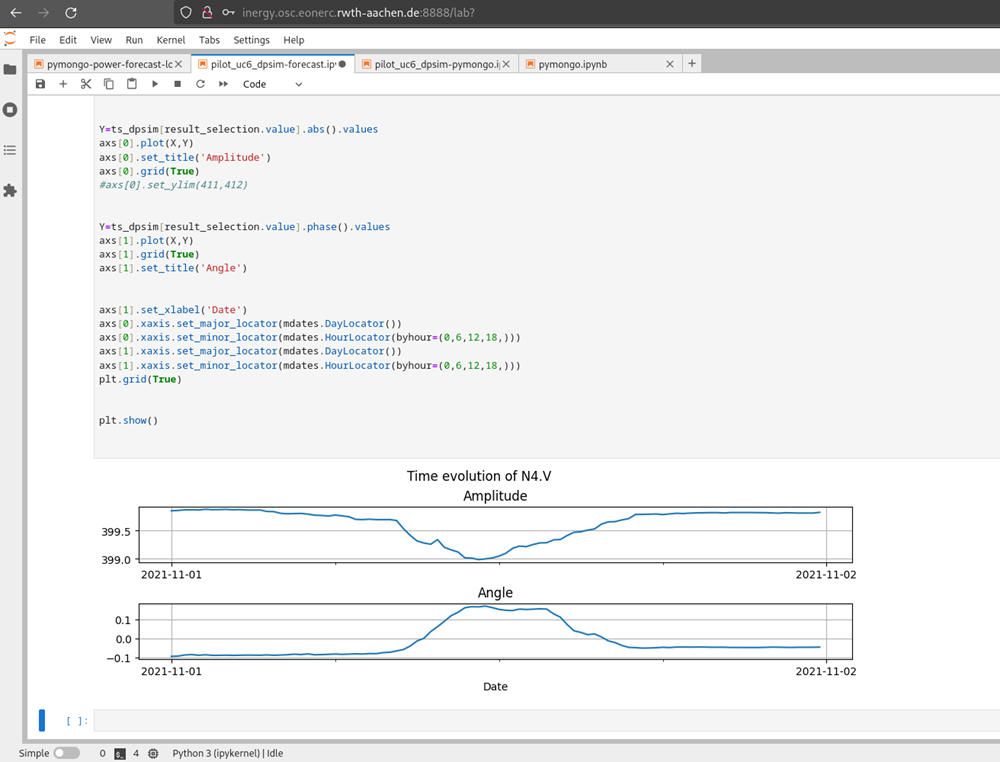 inergy.osc.eonerc.rwth-aachen.de:8888/lab?
File Edit View Run Kernel Tabs Settings Help
pymongo-power-forecast-lc
pilot_uc6_dpsim-forecast.ip
pilot_uc6_dpsim-pymongo.i
pymongo.ipynb
Code
Y=ts_dpsim[result_selection.value].abs().values
axs[0].plot(X,Y)
axs[0].set_title('Amplitude')
axs[0].grid(True)
#axs[0].set_ylim(411,412)
Y=ts_dpsim[result_selection.value].phase().values
axs[1].plot(X,Y)
axs[1].grid(True)
axs[1].set_title('Angle')
axs[1].set_xlabel('Date')
axs[0].xaxis.set_major_locator(mdates.DayLocator())
axs[0].xaxis.set_minor_locator(mdates.HourLocator(byhour=(0,6,12,18,)))
axs[1].xaxis.set_major_locator(mdates.DayLocator())
axs[1].xaxis.set_minor_locator(mdates.HourLocator(byhour=(0,6,12,18,)))
plt.grid(True)
plt.show()
Time evolution of N4.V
Amplitude
399.5
399.0
2021-11-01 2021-11-02
Angle
0.1
0.0
−0.1
2021-11-01 2021-11-02
Date
[ ]:
Simple 0 $_ 4 Python 3 (ipykernel) | Idle